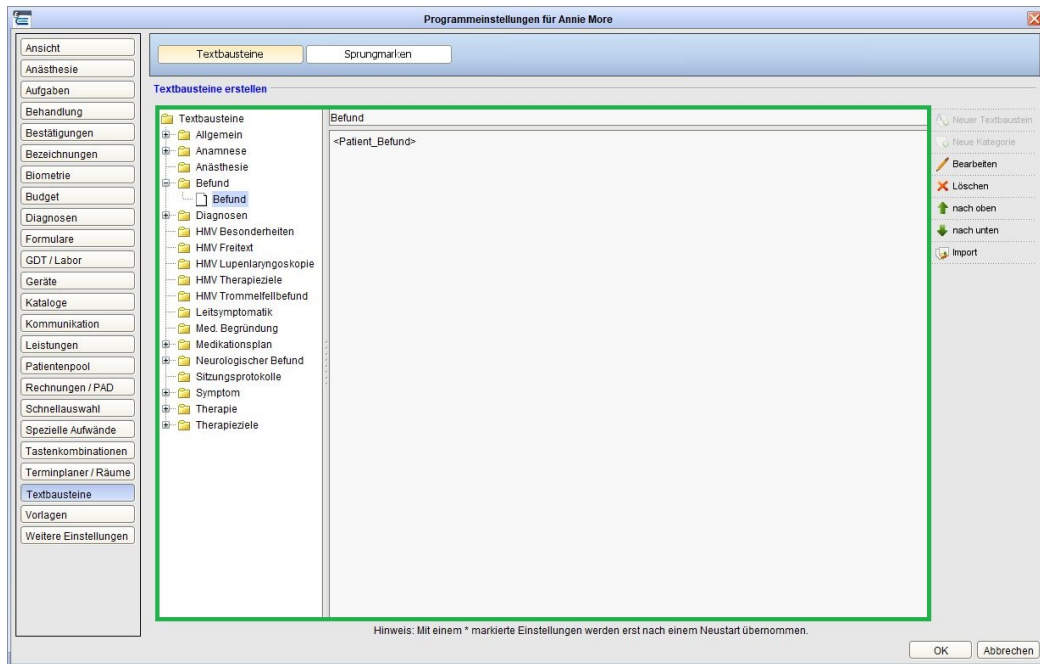 Programmeinstellungen für Annie More
Ansicht
Anästhesie
Aufgaben
Behandlung
Bestätigungen
Bezeichnungen
Biometrie
Budget
Diagnosen
Formulare
GDT / Labor
Geräte
Kataloge
Kommunikation
Leistungen
Patientenpool
Rechnungen / PAD
Schnellauswahl
Spezielle Aufwände
Tastenkombinationen
Terminplaner / Räume
Textbausteine
Vorlagen
Weitere Einstellungen
Textbausteine
Sprungmarken
Textbausteine erstellen
Textbausteine
Allgemein
Anamnese
Anästhesie
Befund
Befund
Diagnosen
HMV Besonderheiten
HMV Freitext
HMV Lupenlaryngoskopie
HMV Therapieziele
HMV Trommelfellbefund
Leitsymptomatik
Med. Begründung
Medikationsplan
Neurologischer Befund
Sitzungsprotokolle
Symptom
Therapie
Therapieziele
Befund
<Patient_Befund>
Neuer Textbaustein
Neue Kategorie
Bearbeiten
Löschen
nach oben
nach unten
Import
Hinweis: Mit einem * markierte Einstellungen werden erst nach einem Neustart übernommen.
OK
Abbrechen